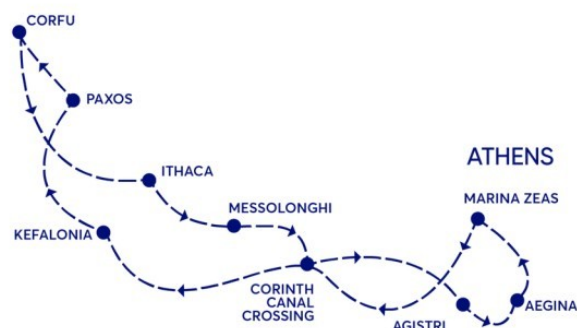 CORFU
PAXOS
ATHENS
ITHACA
MARINA ZEAS
MESSOLONGHI
KEFALONIA
CORINTH
CANAL
CROSSING
AEGINA
AGISTRI